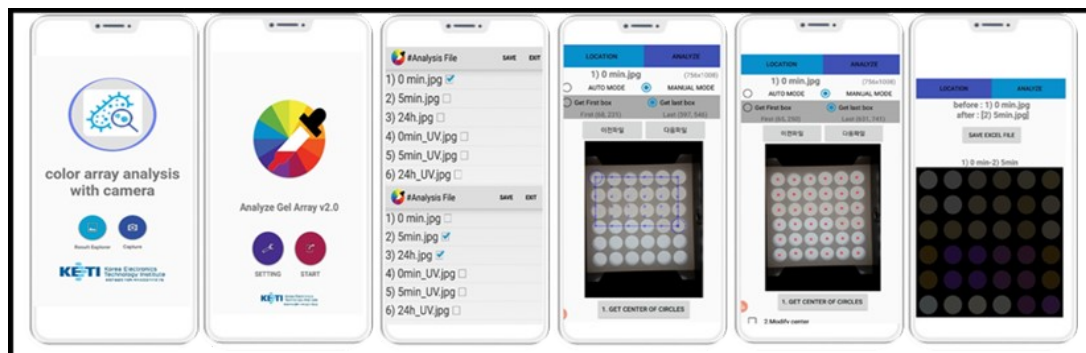 color array analysis
with camera
Result Explorer
Capture
KETI Korea Electronics
Technology Institute
Analyze Gel Array v2.0
SETTING
START
KETI
#Analysis File SAVE EXIT
1) 0 min.jpg
2) 5min.jpg
3) 24h.jpg
4) 0min_UV.jpg
5) 5min_UV.jpg
6) 24h_UV.jpg
#Analysis File SAVE EXIT
1) 0 min.jpg
2) 5min.jpg
3) 24h.jpg
4) 0min_UV.jpg
5) 5min_UV.jpg
6) 24h_UV.jpg
LOCATION ANALYZE
1) 0 min.jpg (756x1008)
AUTO MODE MANUAL MODE
Get First box Get last box
이전파일 다음파일
1. GET CENTER OF CIRCLES
LOCATION ANALYZE
1) 0 min.jpg (756x1008)
AUTO MODE MANUAL MODE
Get First box Get last box
이전파일 다음파일
1. GET CENTER OF CIRCLES
2.Modify center
LOCATION ANALYZE
before : 1) 0 min.jpg
after : [2) 5min.jpg]
SAVE EXCEL FILE
1) 0 min-2) 5min